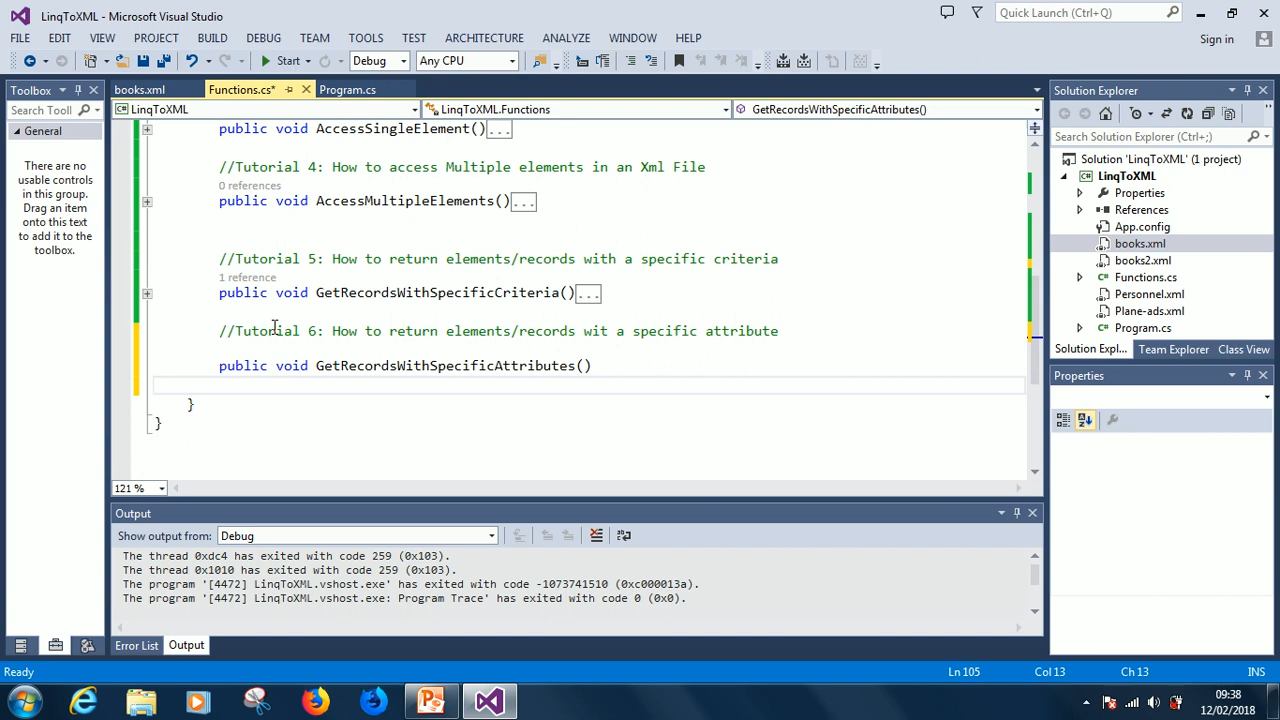 LinqToXML - Microsoft Visual Studio
Quick Launch (Ctrl+Q)
FILE EDIT VIEW PROJECT BUILD DEBUG TEAM TOOLS TEST ARCHITECTURE ANALYZE WINDOW HELP
Sign in
Start Debug Any CPU
Toolbox
Search Tool
General
There are no
usable controls
in this group.
Drag an item
onto this text
to add it to the
toolbox.
books.xml Functions.cs* Program.cs
LinqToXML LinqToXML.Functions GetRecordsWithSpecificAttributes()
public void AccessSingleElement()...
//Tutorial 4: How to access Multiple elements in an Xml File
0 references
public void AccessMultipleElements()...
//Tutorial 5: How to return elements/records with a specific criteria
1 reference
public void GetRecordsWithSpecificCriteria()...
//Tutorial 6: How to return elements/records wit a specific attribute
public void GetRecordsWithSpecificAttributes()
}
}
121 %
Output
Show output from: Debug
The thread 0xdc4 has exited with code 259 (0x103).
The thread 0x1010 has exited with code 259 (0x103).
The program '[4472] LinqToXML.vshost.exe' has exited with code -1073741510 (0xc000013a).
The program '[4472] LinqToXML.vshost.exe: Program Trace' has exited with code 0 (0x0).
Error List Output
Solution Explorer
Search Solution Explorer (Ctrl+;)
Solution 'LinqToXML' (1 project)
LinqToXML
Properties
References
App.config
books.xml
books2.xml
Functions.cs
Personnel.xml
Plane-ads.xml
Program.cs
Solution Expl... Team Explorer Class View
Properties
Ready Ln 105 Col 13 Ch 13 INS
09:38
12/02/2018